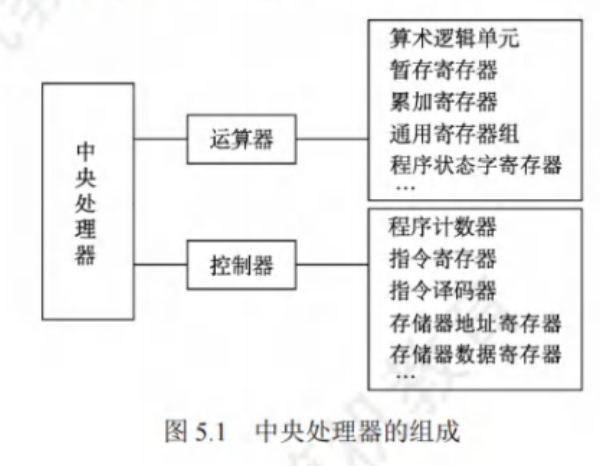 中央处理器
运算器
算术逻辑单元
暂存寄存器
累加寄存器
通用寄存器组
程序状态字寄存器
…
控制器
程序计数器
指令寄存器
指令译码器
存储器地址寄存器
存储器数据寄存器
…
图 5.1 中央处理器的组成